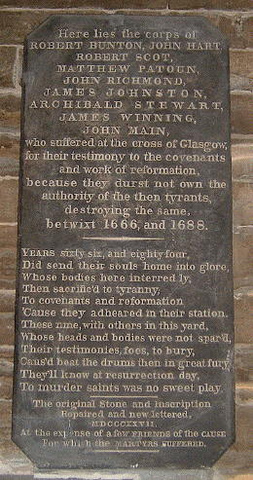 Here lies the corps of
ROBERT BUNTON, JOHN HART,
ROBERT SCOT,
MATTHEW PATOUN,
JOHN RICHMOND,
JAMES JOHNSTON,
ARCHIBALD STEWART,
JAMES WINNING,
JOHN MAIN,
who suffered at the cross of Glasgow,
for their testimony to the covenants
and work of reformation,
because they durst not own the
authority of the then tyrants,
destroying the same,
betwixt 1666, and 1688.
YEARS sixty six, and eighty four,
Did send their souls home into glore,
Whose bodies here interred ly,
Then sacrific'd to tyranny;
To covenants and reformation
'Cause they adheared in their station.
These nine, with others in this yard,
Whose heads and bodies were not spar'd,
Their testimonies, foes, to bury,
Caus'd beat the drums then in great fury,
They'll know at resurrection day,
To murder saints was no sweet play.
The original Stone and inscription
Repaired and new lettered,
MDCCCXXVII,
At the expense of a few FRIENDS of the CAUSE
For which the MARTYRS SUFFERED.